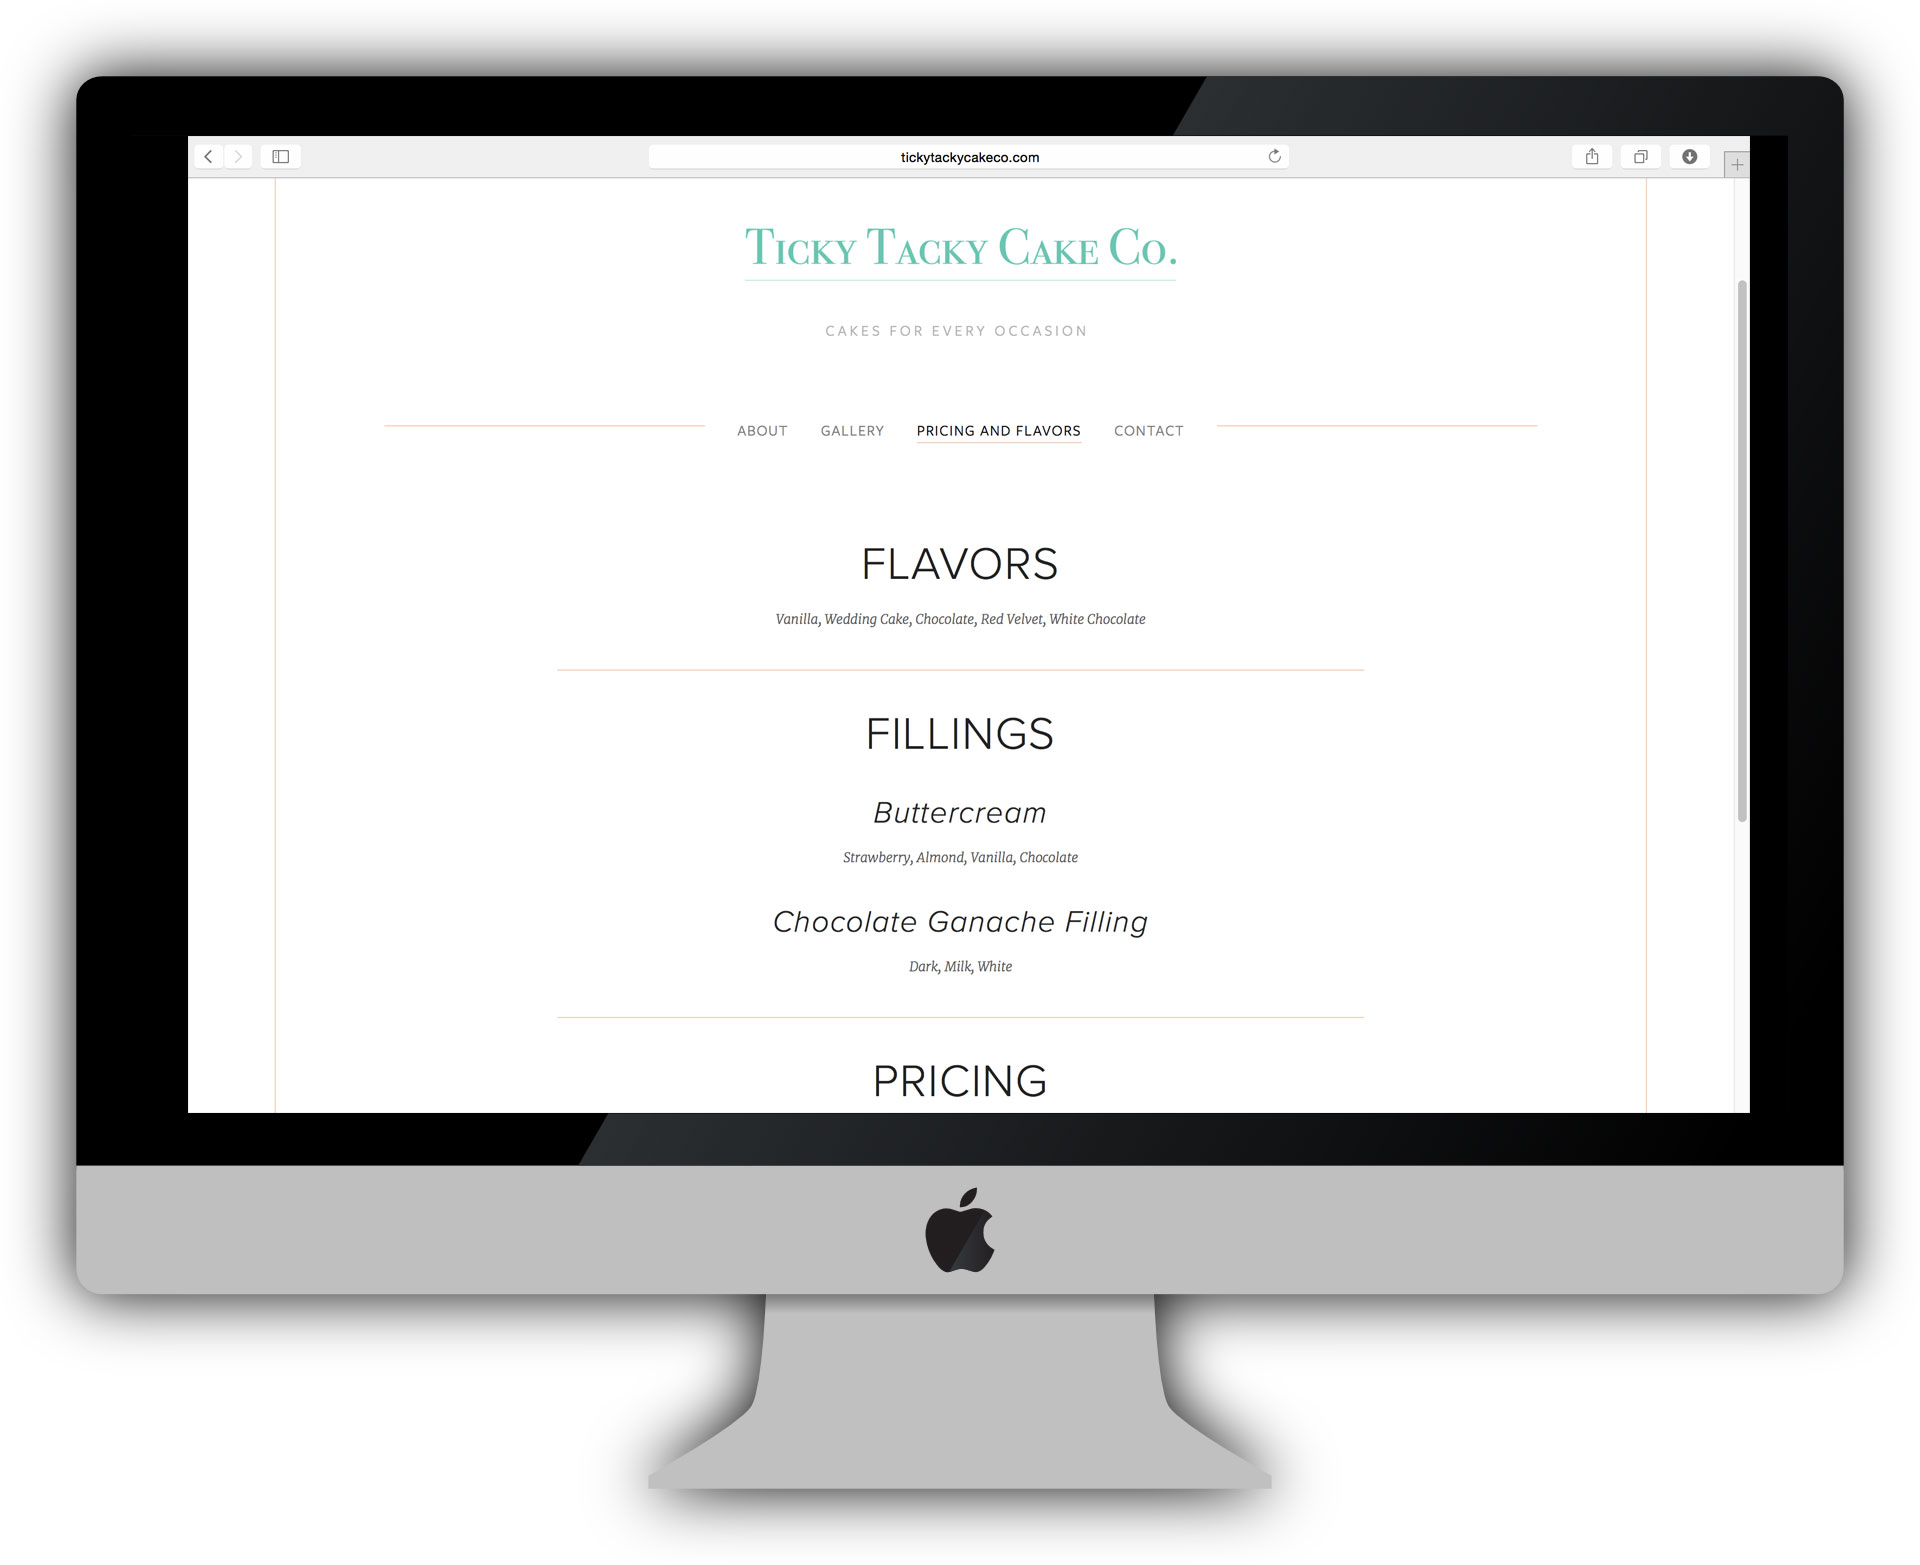 tickytackycakeco.com
Ticky Tacky Cake Co.
CAKES FOR EVERY OCCASION
ABOUT GALLERY PRICING AND FLAVORS CONTACT
FLAVORS
Vanilla, Wedding Cake, Chocolate, Red Velvet, White Chocolate
FILLINGS
Buttercream
Strawberry, Almond, Vanilla, Chocolate
Chocolate Ganache Filling
Dark, Milk, White
PRICING